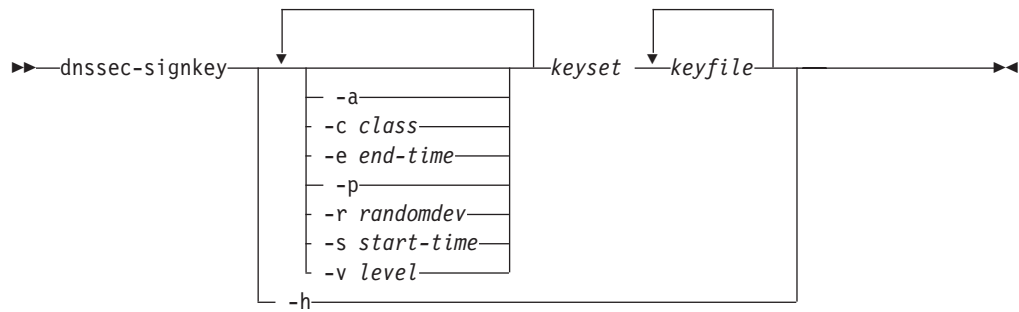 dnssec-signkey keyset keyfile
-a
-c class
-e end-time
-p
-r randomdev
-s start-time
-v level
-h